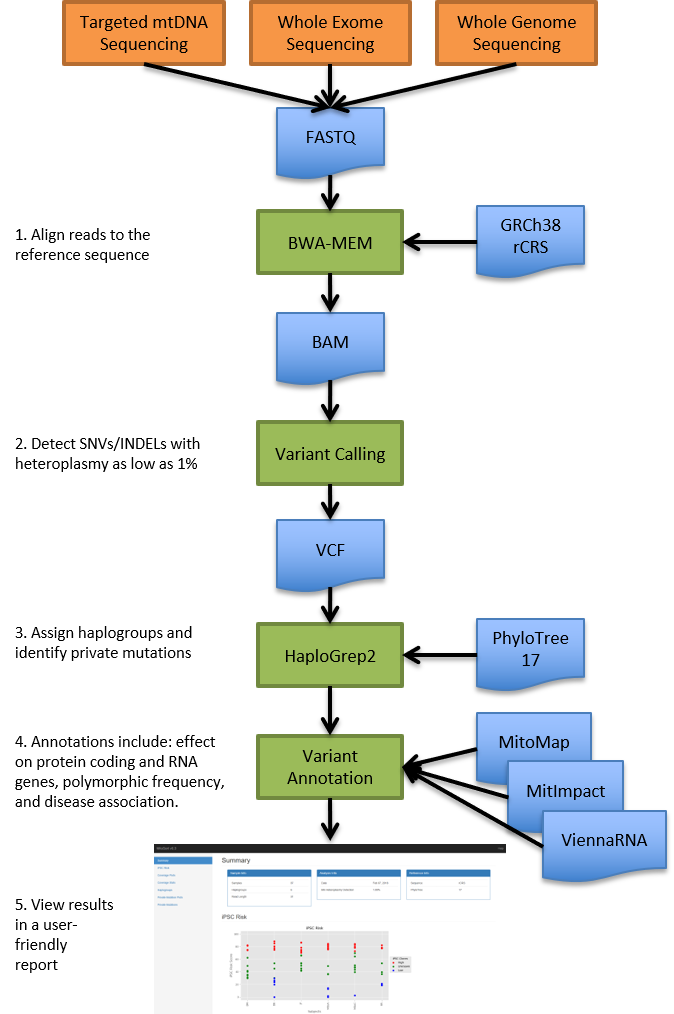 Targeted mtDNA
Sequencing
Whole Exome
Sequencing
Whole Genome
Sequencing
FASTQ
1. Align reads to the
reference sequence
BWA-MEM
GRCh38
rCRS
BAM
2. Detect SNVs/INDELs with
heteroplasmy as low as 1%
Variant Calling
VCF
3. Assign haplogroups and
identify private mutations
HaploGrep2
PhyloTree
17
4. Annotations include: effect
on protein coding and RNA
genes, polymorphic frequency,
and disease association.
Variant
Annotation
MitoMap
MitImpact
ViennaRNA
5. View results
in a user-
friendly
report
Summary
Summary
iPSC Risk
iPSC Risk